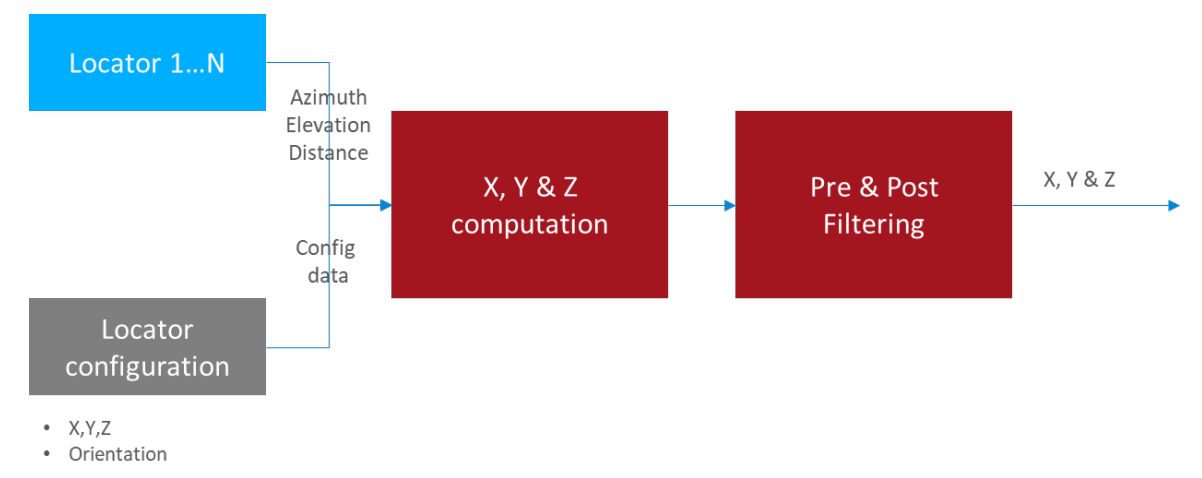 Locator 1...N
Azimuth
Elevation
Distance
X, Y & Z
computation
Pre & Post
Filtering
X, Y & Z
Config
data
Locator
configuration
• X,Y,Z
• Orientation